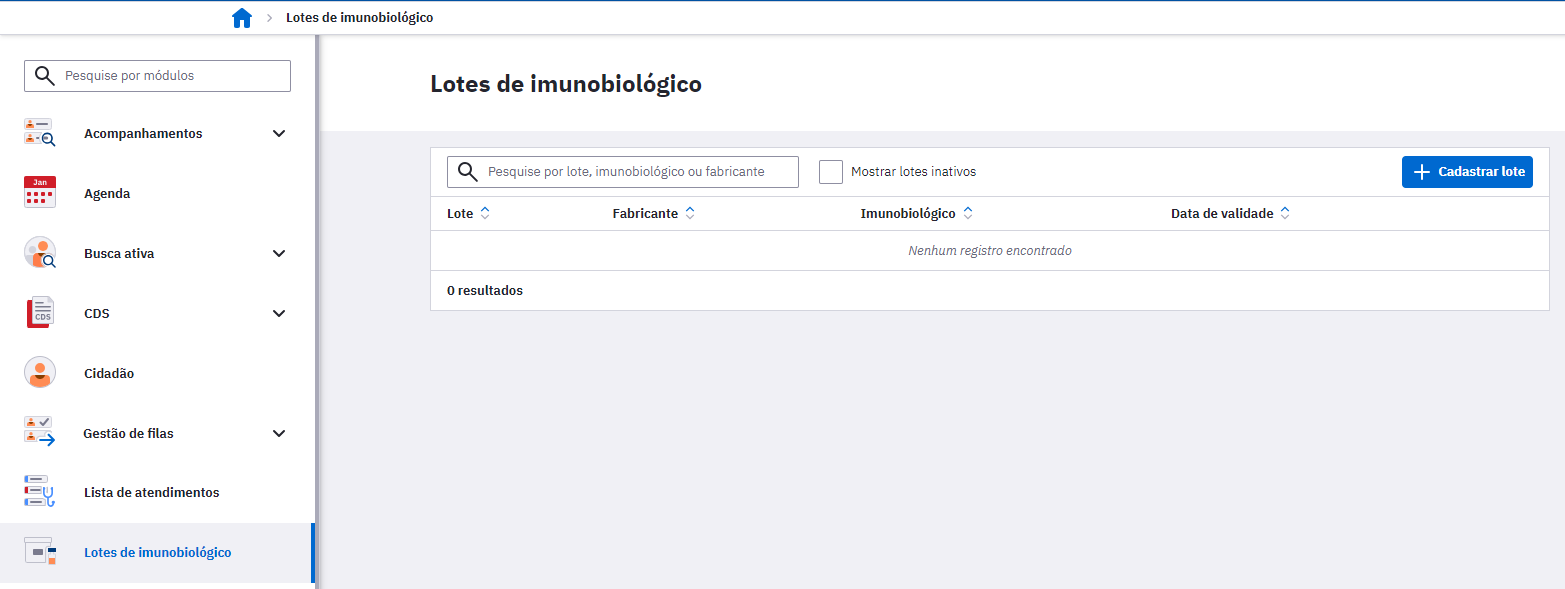 Lotes de imunobiológico
Pesquise por módulos
Acompanhamentos
Jan
Agenda
Busca ativa
CDS
CDS
Cidadão
Gestão de filas
Lista de atendimentos
Lotes de imunobiológico
Lotes de imunobiológico
Pesquise por lote, imunobiológico ou fabricante
Mostrar lotes inativos
Cadastrar lote
Lote Fabricante Imunobiológico Data de validade
Nenhum registro encontrado
0 resultados